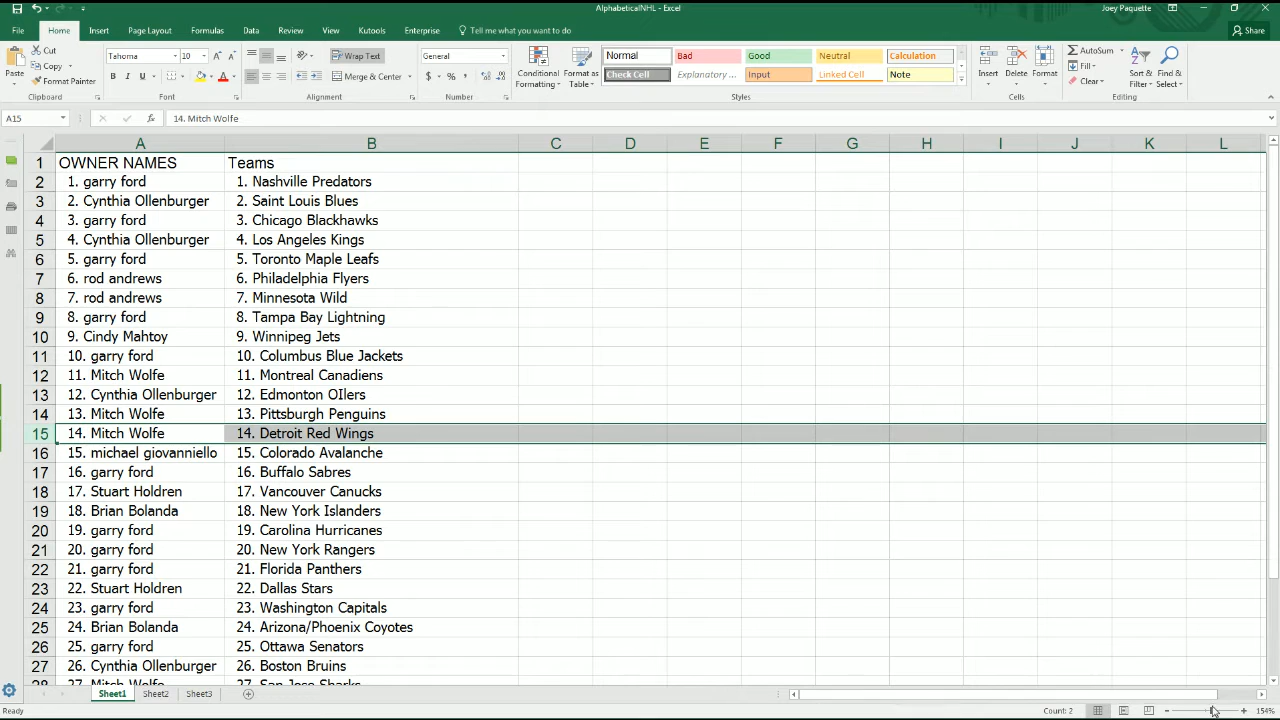 AlphabeticalNHL - Excel
Joey Paquette
File Home Insert Page Layout Formulas Data Review View Kutools Enterprise Tell me what you want to do... Share
Paste Cut Copy Format Painter
Tahoma 10 Wrap Text General
B I U A Merge & Center $ % ,
Conditional Formatting Format as Table
Normal Bad Good Neutral Calculation
Check Cell Explanatory ... Input Linked Cell Note
Insert Delete Format
AutoSum Fill Clear Sort & Filter Find & Select
Clipboard Font Alignment Number Styles Cells Editing
A15 fx 14. Mitch Wolfe
A B C D E F G H I J K L
1 OWNER NAMES Teams
2 1. garry ford 1. Nashville Predators
3 2. Cynthia Ollenburger 2. Saint Louis Blues
4 3. garry ford 3. Chicago Blackhawks
5 4. Cynthia Ollenburger 4. Los Angeles Kings
6 5. garry ford 5. Toronto Maple Leafs
7 6. rod andrews 6. Philadelphia Flyers
8 7. rod andrews 7. Minnesota Wild
9 8. garry ford 8. Tampa Bay Lightning
10 9. Cindy Mahtoy 9. Winnipeg Jets
11 10. garry ford 10. Columbus Blue Jackets
12 11. Mitch Wolfe 11. Montreal Canadiens
13 12. Cynthia Ollenburger 12. Edmonton OIlers
14 13. Mitch Wolfe 13. Pittsburgh Penguins
15 14. Mitch Wolfe 14. Detroit Red Wings
16 15. michael giovanniello 15. Colorado Avalanche
17 16. garry ford 16. Buffalo Sabres
18 17. Stuart Holdren 17. Vancouver Canucks
19 18. Brian Bolanda 18. New York Islanders
20 19. garry ford 19. Carolina Hurricanes
21 20. garry ford 20. New York Rangers
22 21. garry ford 21. Florida Panthers
23 22. Stuart Holdren 22. Dallas Stars
24 23. garry ford 23. Washington Capitals
25 24. Brian Bolanda 24. Arizona/Phoenix Coyotes
26 25. garry ford 25. Ottawa Senators
27 26. Cynthia Ollenburger 26. Boston Bruins
27. Mitch Wolfe 27. San Jose Sharks
Sheet1 Sheet2 Sheet3
Ready Count: 2 154%